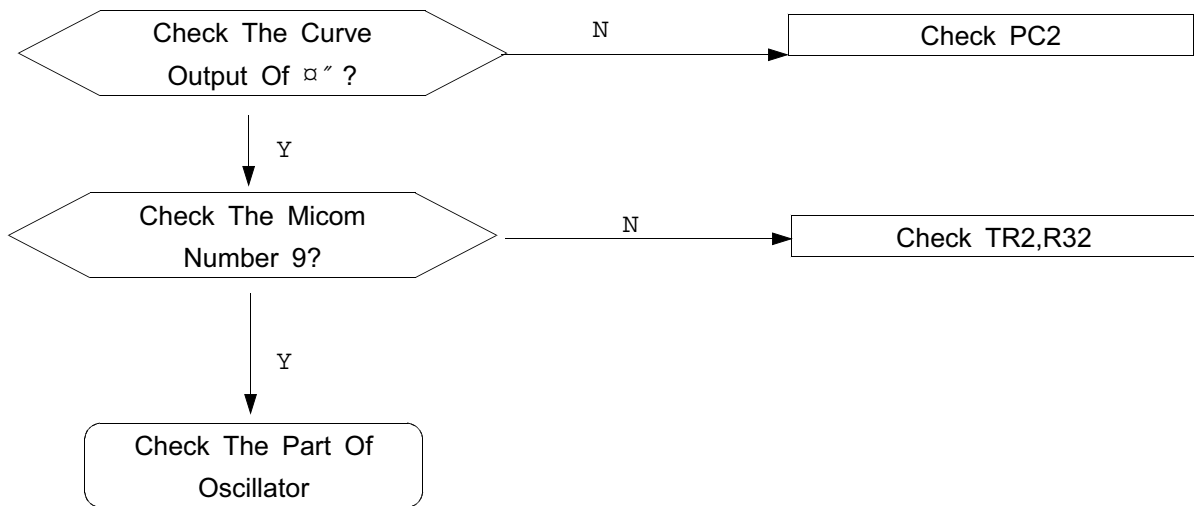 Check The Curve
Output Of ¤˝ ?
N
Check PC2
Y
Check The Micom
Number 9?
N
Check TR2,R32
Y
Check The Part Of
Oscillator